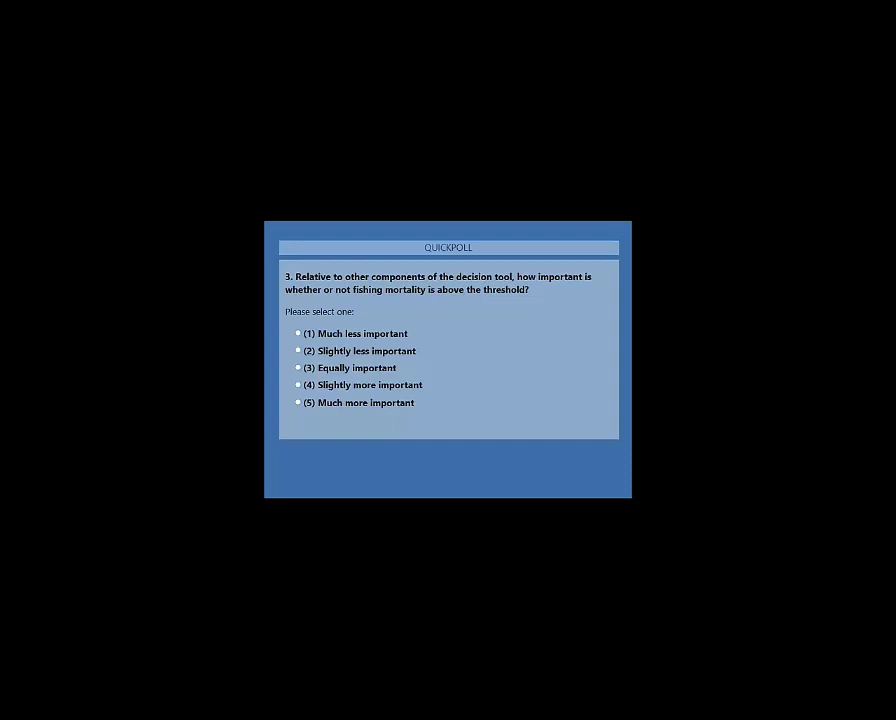 QUICKPOLL
3. Relative to other components of the decision tool, how important is
whether or not fishing mortality is above the threshold?
Please select one:
(1) Much less important
(2) Slightly less important
(3) Equally important
(4) Slightly more important
(5) Much more important